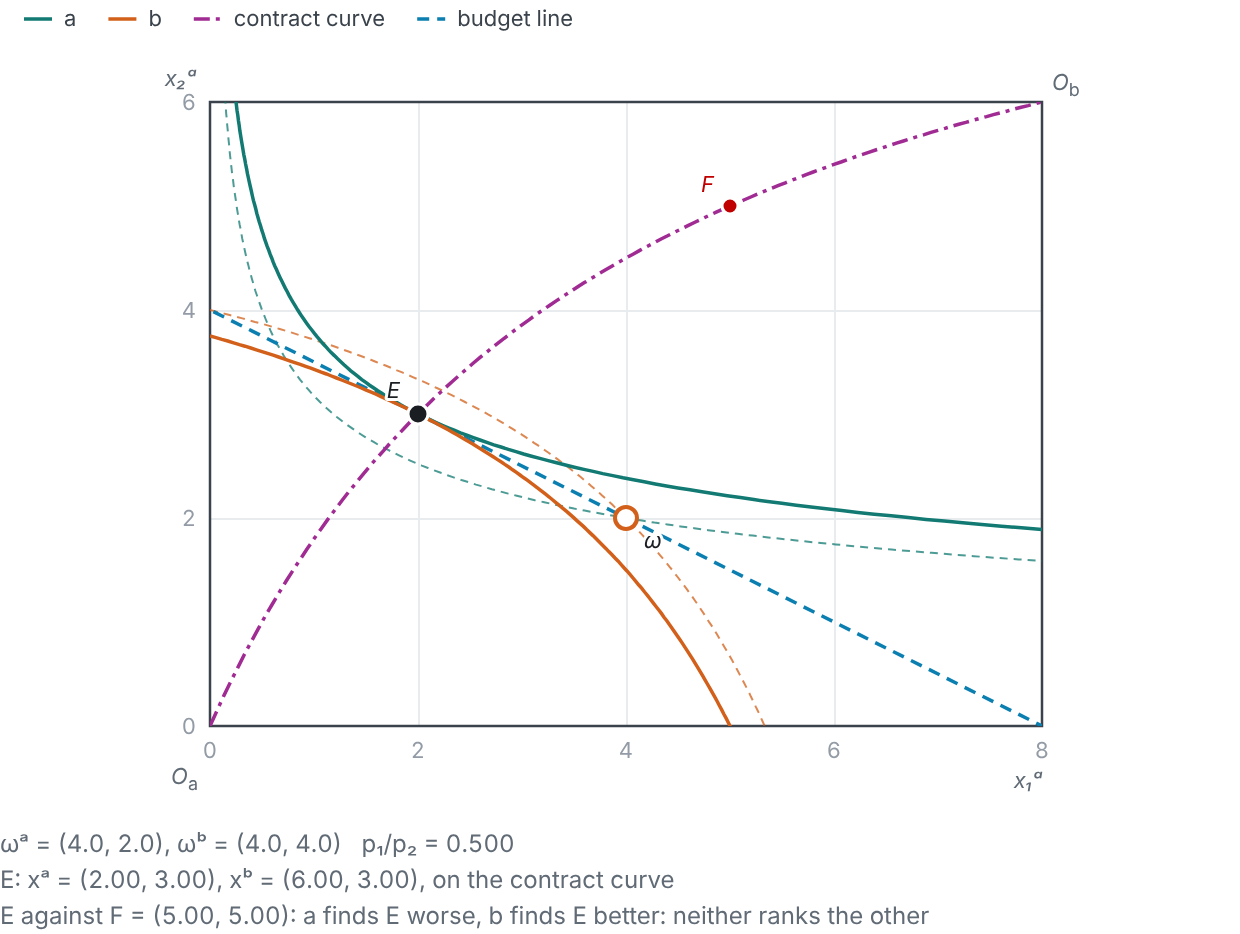 a b contract curve budget line
x₂ᵃ
O_b
6
F
4
E
2
ω
0
0 2 4 6 8
O_a x₁ᵃ
ωᵃ = (4.0, 2.0), ωᵇ = (4.0, 4.0) p₁/p₂ = 0.500
E: xᵃ = (2.00, 3.00), xᵇ = (6.00, 3.00), on the contract curve
E against F = (5.00, 5.00): a finds E worse, b finds E better: neither ranks the other